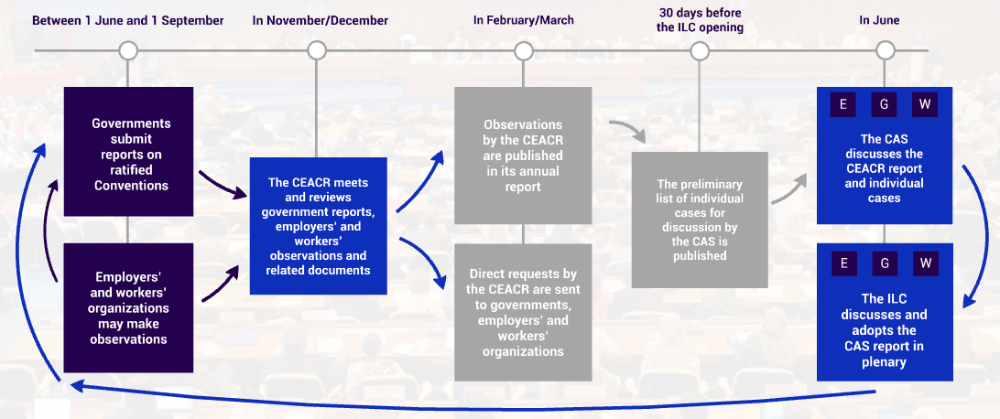 Between 1 June and 1 September
Governments
submit
reports on
ratified
Conventions
Employers'
and workers'
organizations
may make
observations
In November/December
The CEACR meets
and reviews
government reports,
employers' and
workers'
observations and
related documents
In February/March
Observations
by the CEACR
are published
in its annual
report
Direct requests by
the CEACR are sent
to governments,
employers' and
workers'
organizations
30 days before
the ILC opening
The preliminary
list of individual
cases for
discussion by
the CAS is
published
In June
E G W
The CAS
discusses the
CEACR report
and individual
cases
E G W
The ILC
discusses and
adopts the
CAS report in
plenary